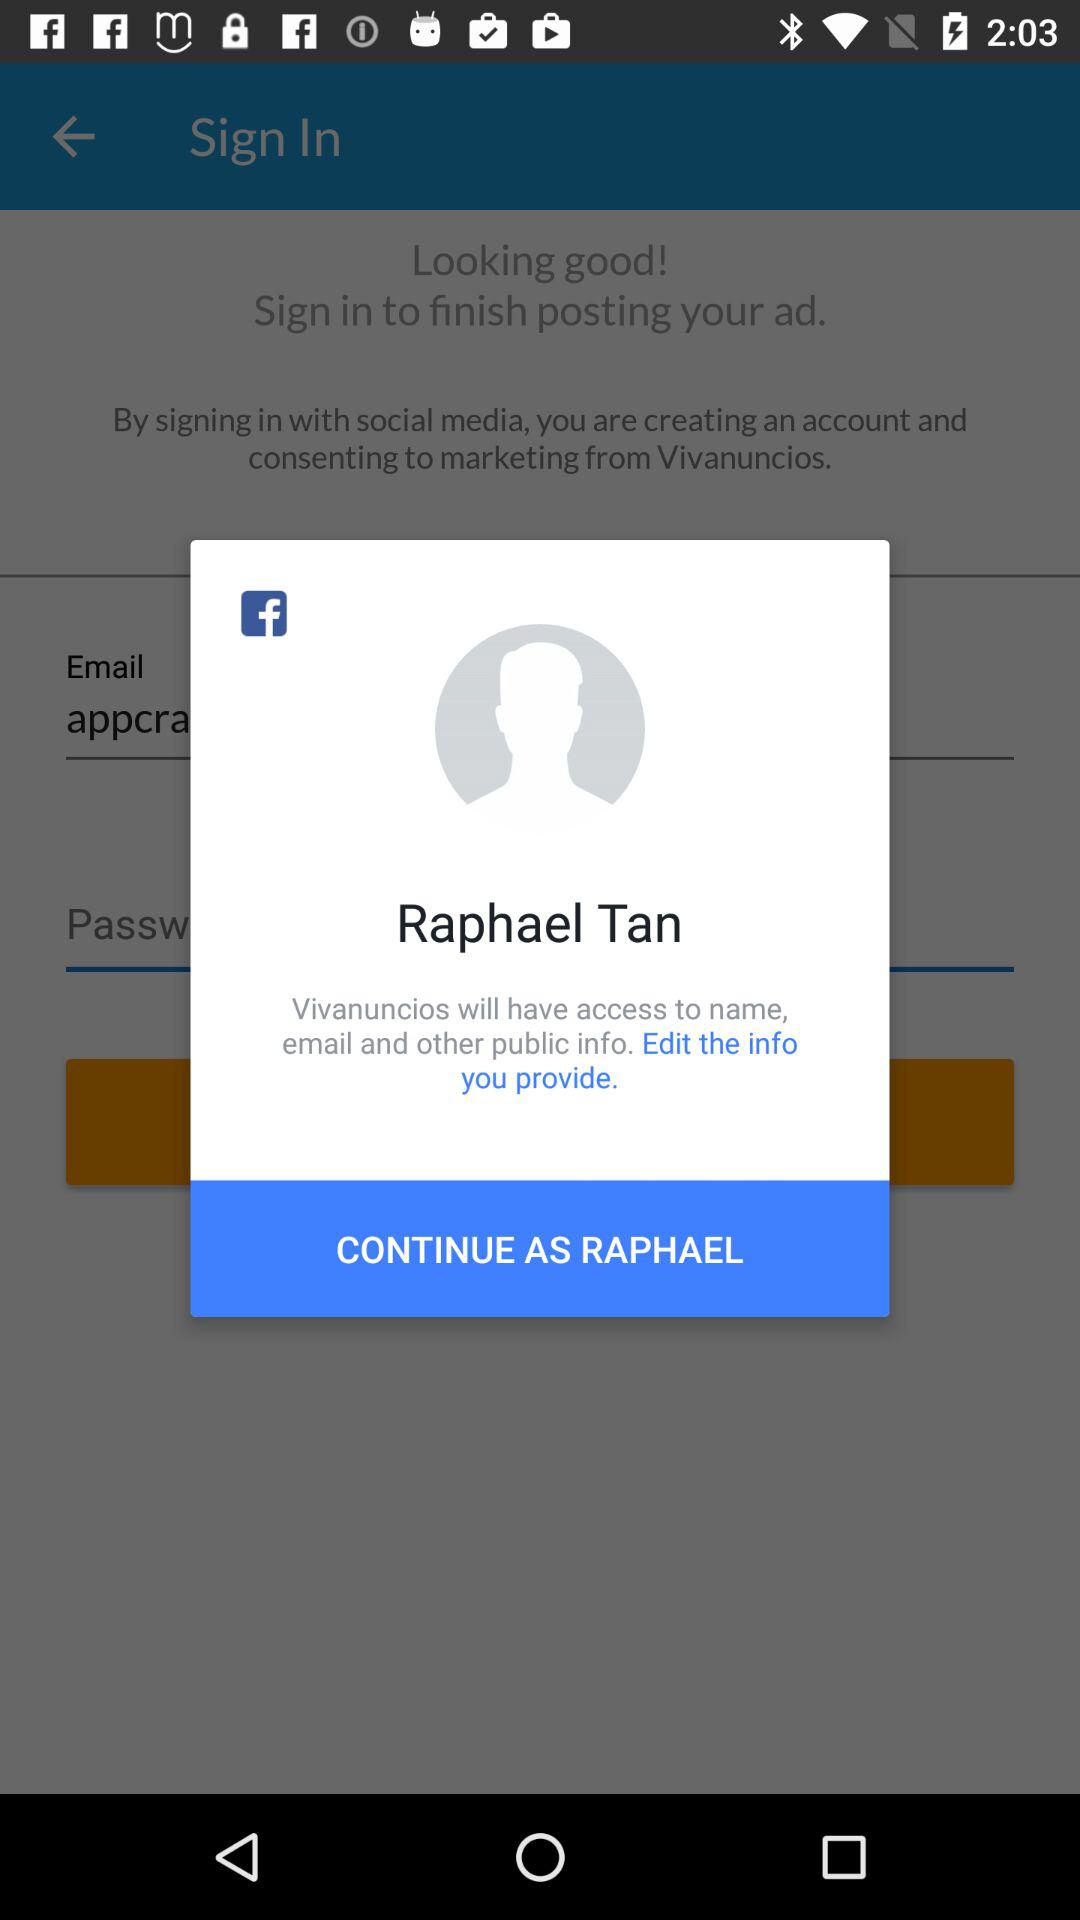 2:03
Sign In
Looking good!
Sign in to finish posting your ad.
By signing in with social media, you are creating an account and
consenting to marketing from Vivanuncios.
Email
appcra
Passw
Raphael Tan
Vivanuncios will have access to name,
email and other public info. Edit the info
you provide.
CONTINUE AS RAPHAEL